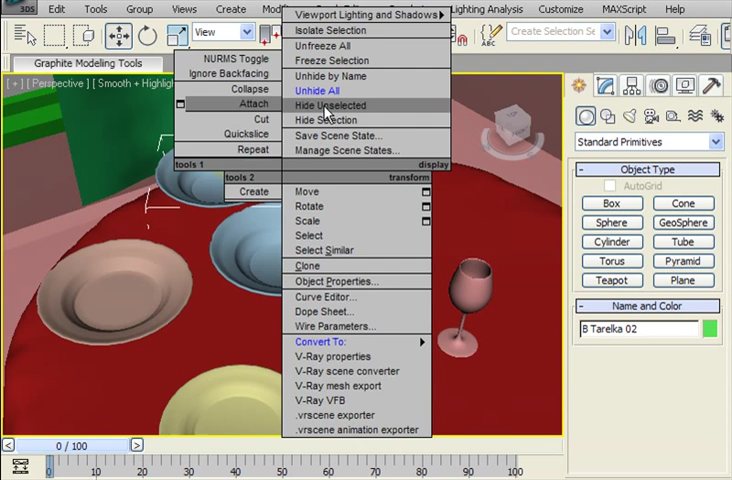 3DS
Edit
Tools
Group
Views
Create
Lighting Analysis
Customize
MAXScript
Help
View
Create Selection Se
Graphite Modeling Tools
[ + ] [ Perspective ] [ Smooth + Highligh
Viewport Lighting and Shadows
Isolate Selection
Unfreeze All
Freeze Selection
Unhide by Name
Unhide All
Hide Unselected
Hide Selection
Save Scene State...
Manage Scene States...
display
NURMS Toggle
Ignore Backfacing
Collapse
Attach
Cut
Quickslice
Repeat
tools 1
tools 2
transform
Create
Move
Rotate
Scale
Select
Select Similar
Clone
Object Properties...
Curve Editor...
Dope Sheet...
Wire Parameters...
Convert To:
V-Ray properties
V-Ray scene converter
V-Ray mesh export
V-Ray VFB
.vrscene exporter
.vrscene animation exporter
Standard Primitives
- Object Type
AutoGrid
Box
Cone
Sphere
GeoSphere
Cylinder
Tube
Torus
Pyramid
Teapot
Plane
- Name and Color
B Tarelka 02
< 0 / 100 >
0 10 20 30 40 50 60 70 80 90 100